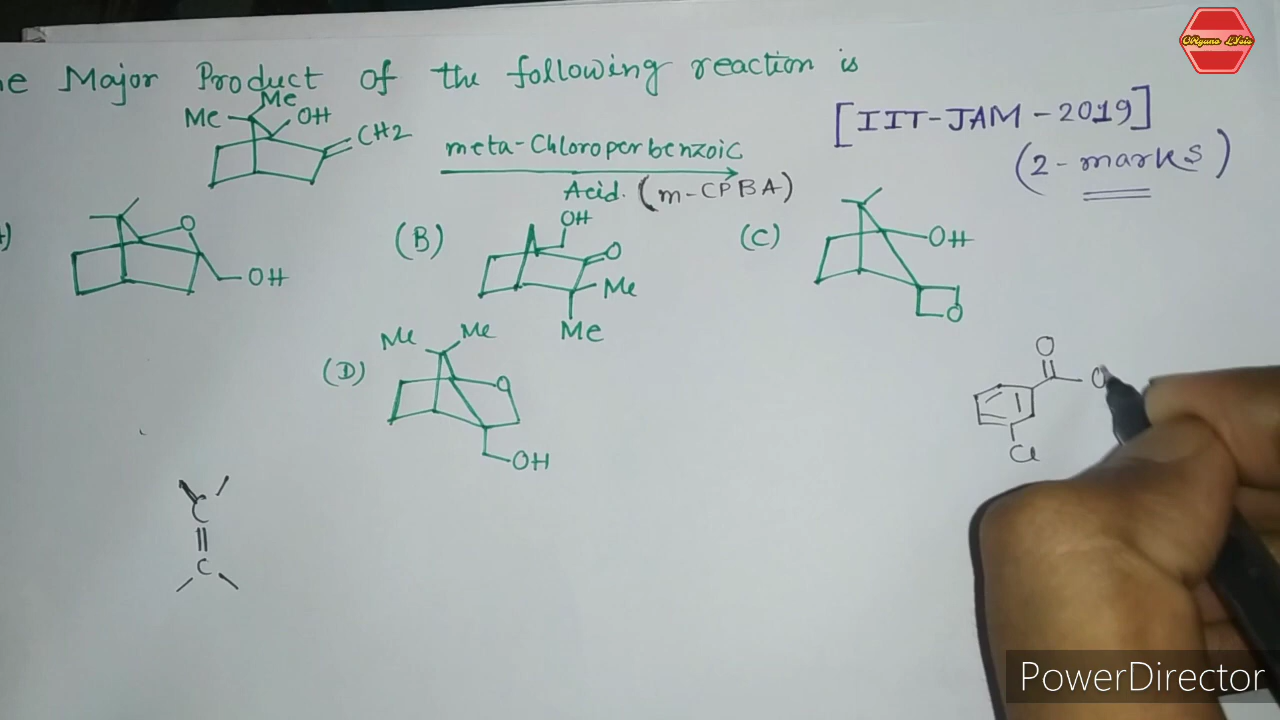 e Major Product of the following reaction is
[IIT-JAM-2019]
(2-marks)
Me Me OH CH2
meta-Chloroperbenzoic
Acid. (m-CPBA)
) O OH
(B) OH O Me Me
(C) OH O
(D) Me Me O OH
O O
Cl
C
C
PowerDirector